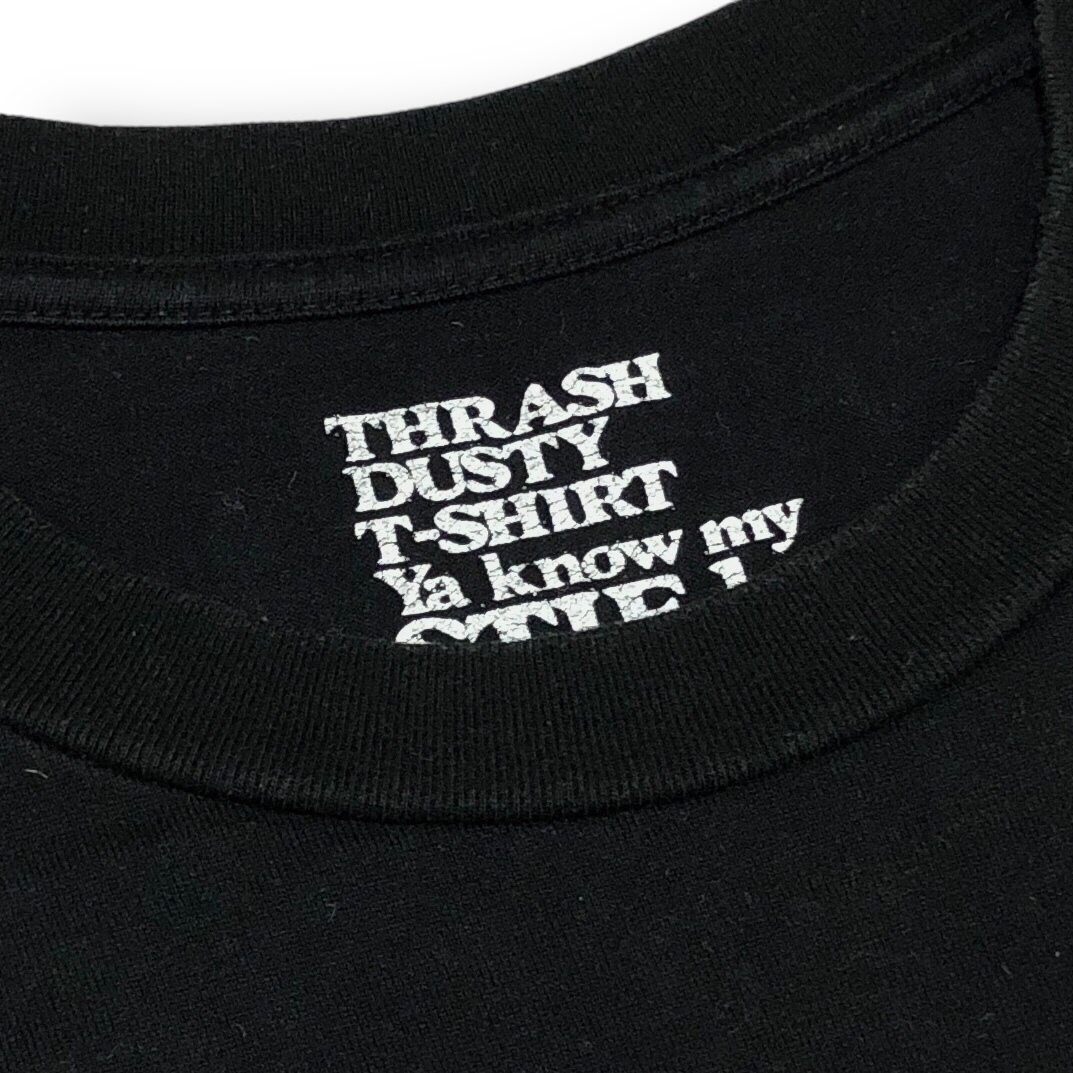 THRASH
DUSTY
T-SHIRT
Ya know my